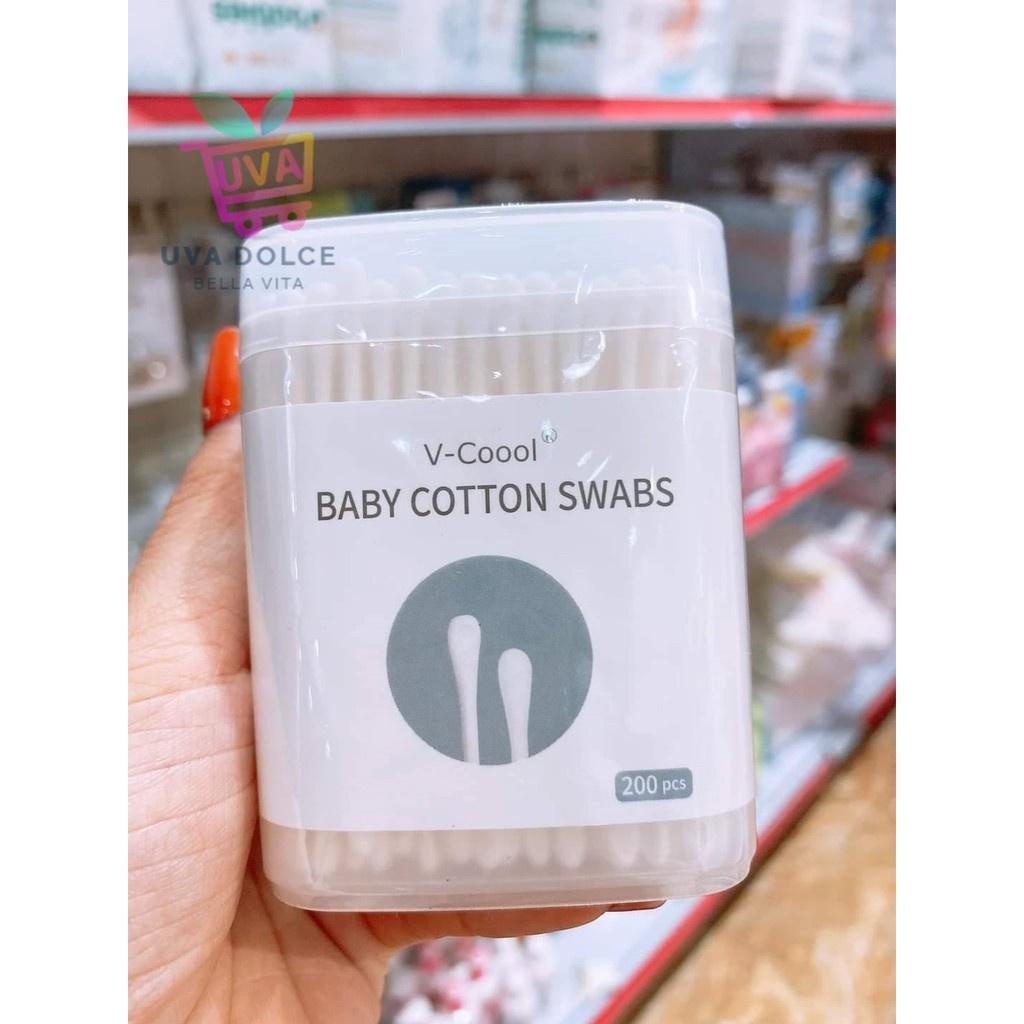 UVA
UVA DOLCE
BELLA VITA
V-Coool®
BABY COTTON SWABS
200 pcs